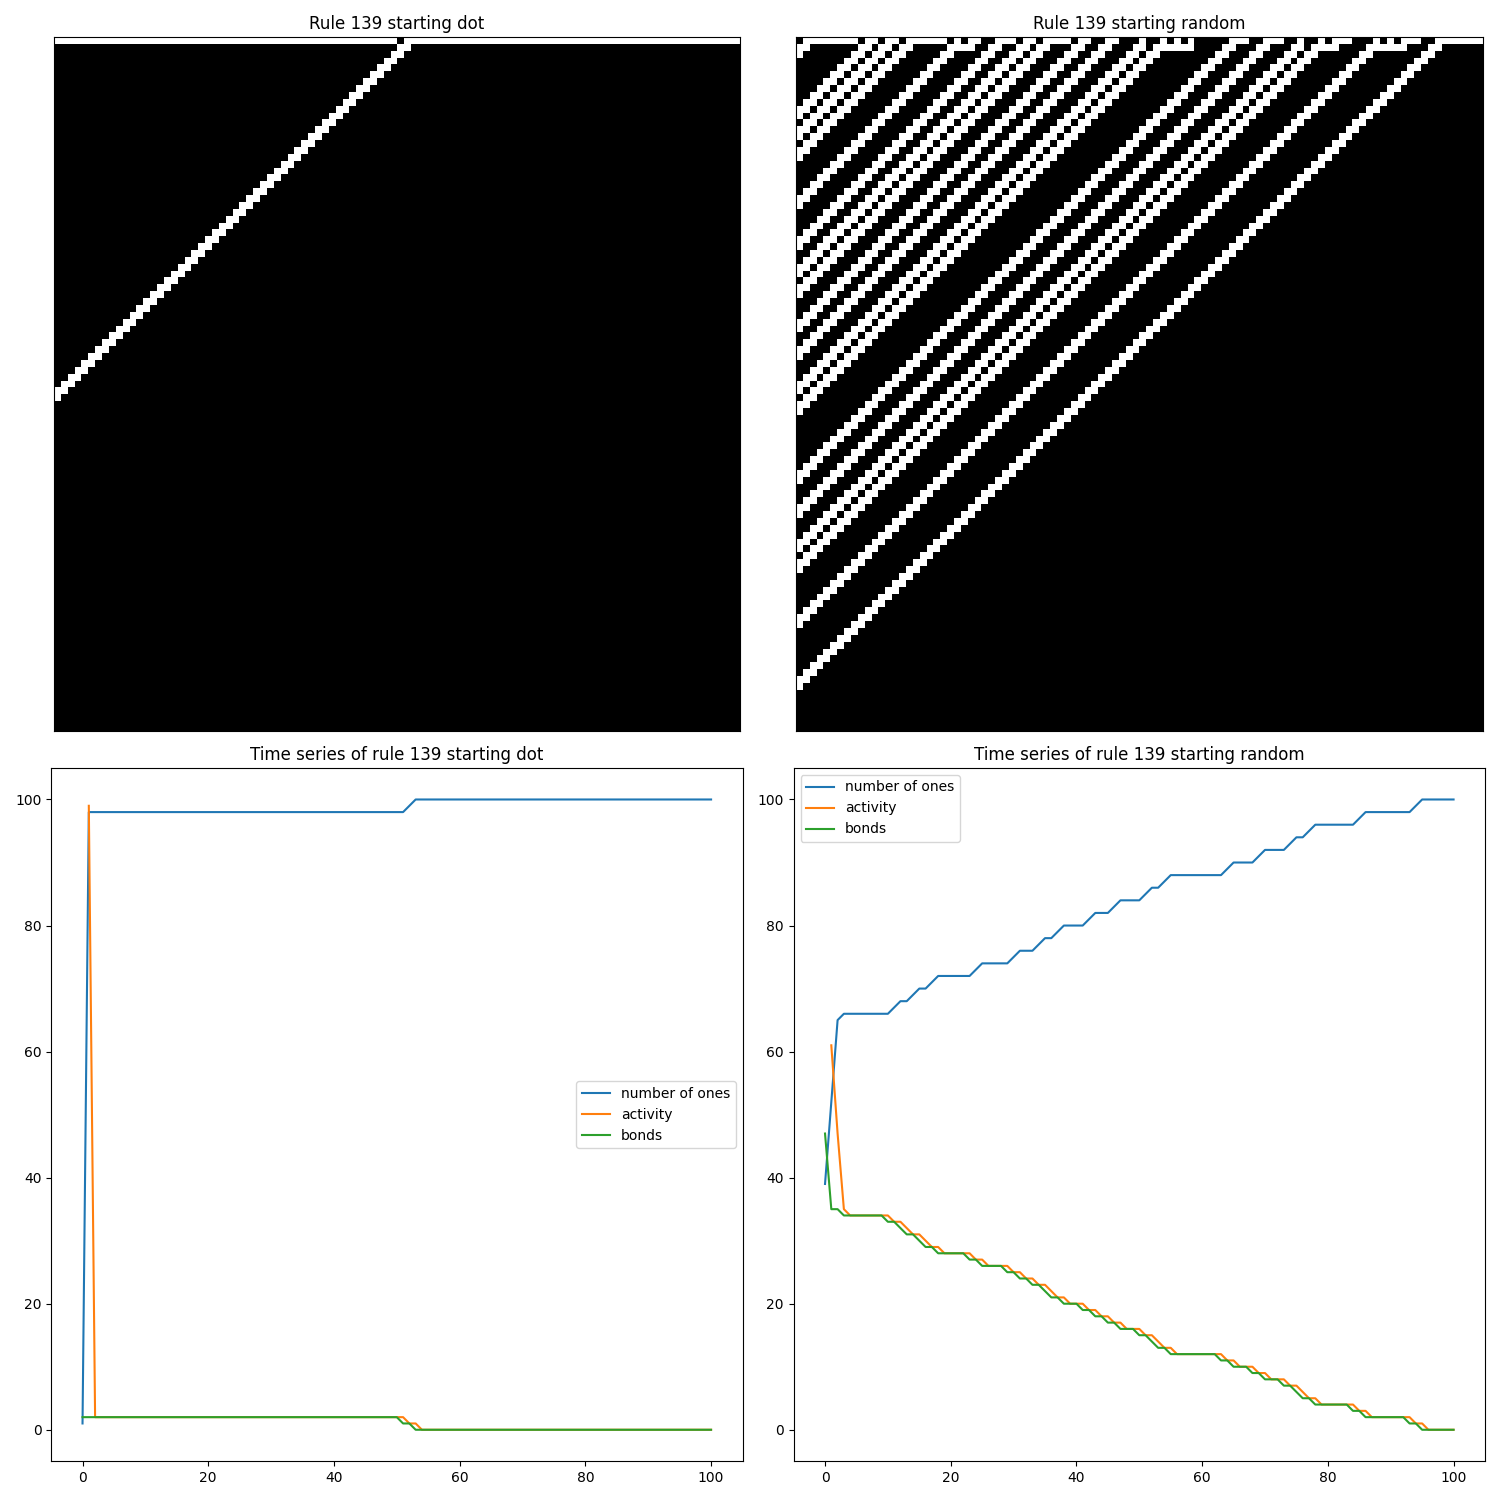 Rule 139 starting dot
Rule 139 starting random
Time series of rule 139 starting dot
100
80
60
40
20
0
number of ones
activity
bonds
0
20
40
60
80
100
Time series of rule 139 starting random
100
80
60
40
20
0
number of ones
activity
bonds
0
20
40
60
80
100